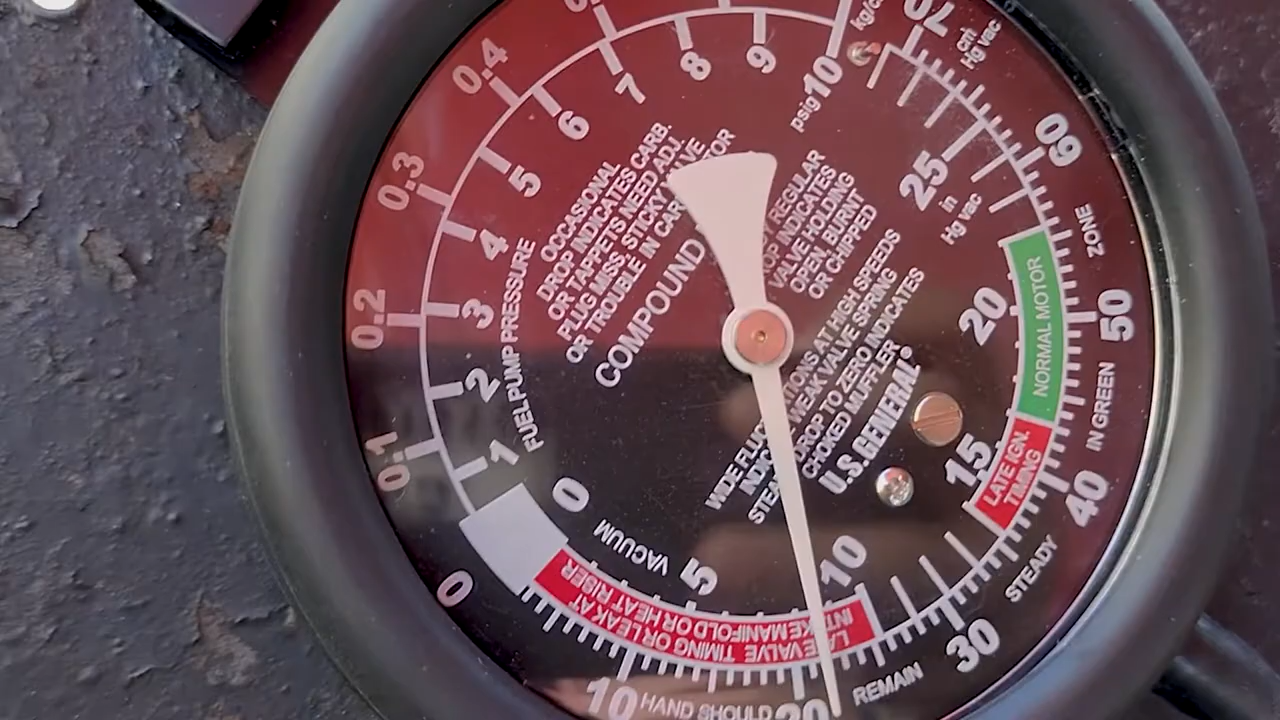 0.1
0.2
0.3
0.4
1
2
3
4
5
6
7
8
9
10
psig
kg/c
FUEL PUMP PRESSURE
OCCASIONAL
DROP INDICATES CARB.
OR TAPPETS NEED ADJ.
PLUG MISS, STICKY
OR TROUBLE IN CAR
COMPOUND
REGULAR
INDICATES
VALVE HOLDING
OPEN, BURNT
OR CHIPPED
WIDE AT HIGH SPEEDS
WEAK VALVE SPRING
DROP TO ZERO INDICATES
CHOKED MUFFLER
U.S. GENERAL®
0
VACUUM
5
10
15
20
25
in
Hg vac
0
10
20
30
40
50
60
70
cm
Hg vac
LATE VALVE TIMING OR LEAK AT
INTAKE MANIFOLD OR HEAT RISER
LATE IGN.
TIMING
NORMAL MOTOR
HAND SHOULD
REMAIN
STEADY
IN GREEN
ZONE